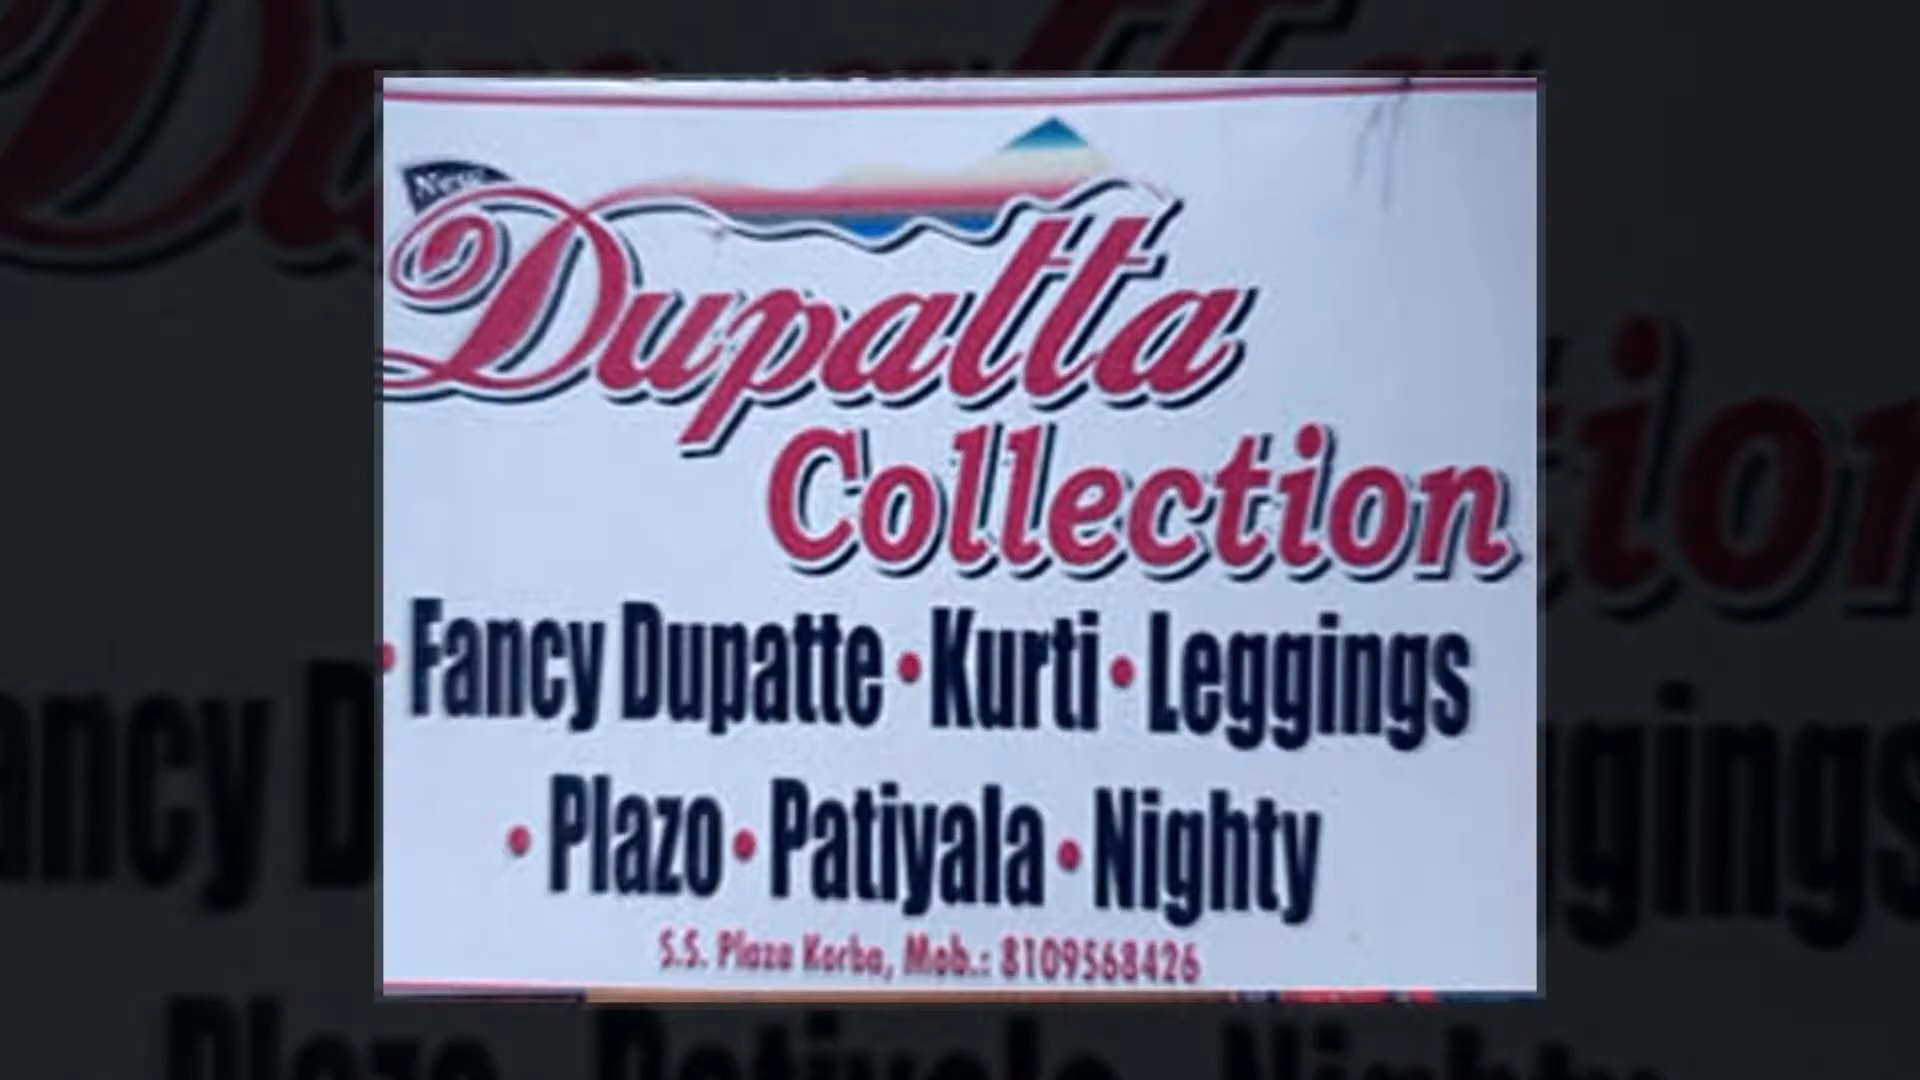 New
Dupatta
Collection
• Fancy Dupatte • Kurti • Leggings
• Plazo • Patiyala • Nighty
S.S. Plaza Korba, Mob.: 8109568426